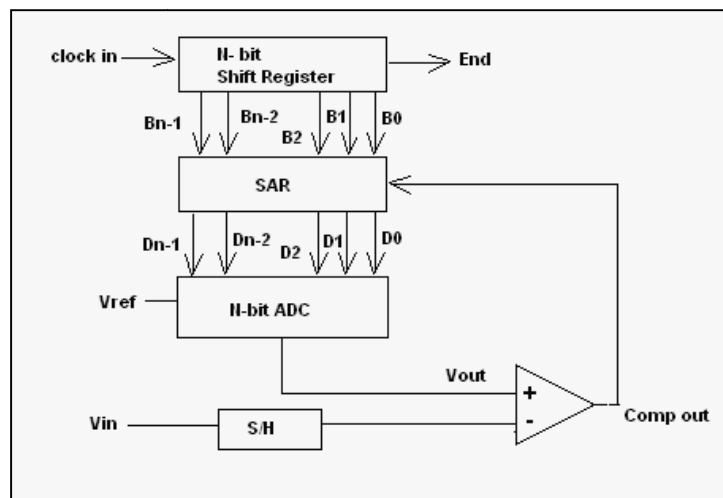 clock in
N- bit
Shift Register
End
Bn-1
Bn-2
B2
B1
B0
SAR
Dn-1
Dn-2
D2
D1
D0
Vref
N-bit ADC
Vout
+
-
Vin
S/H
Comp out